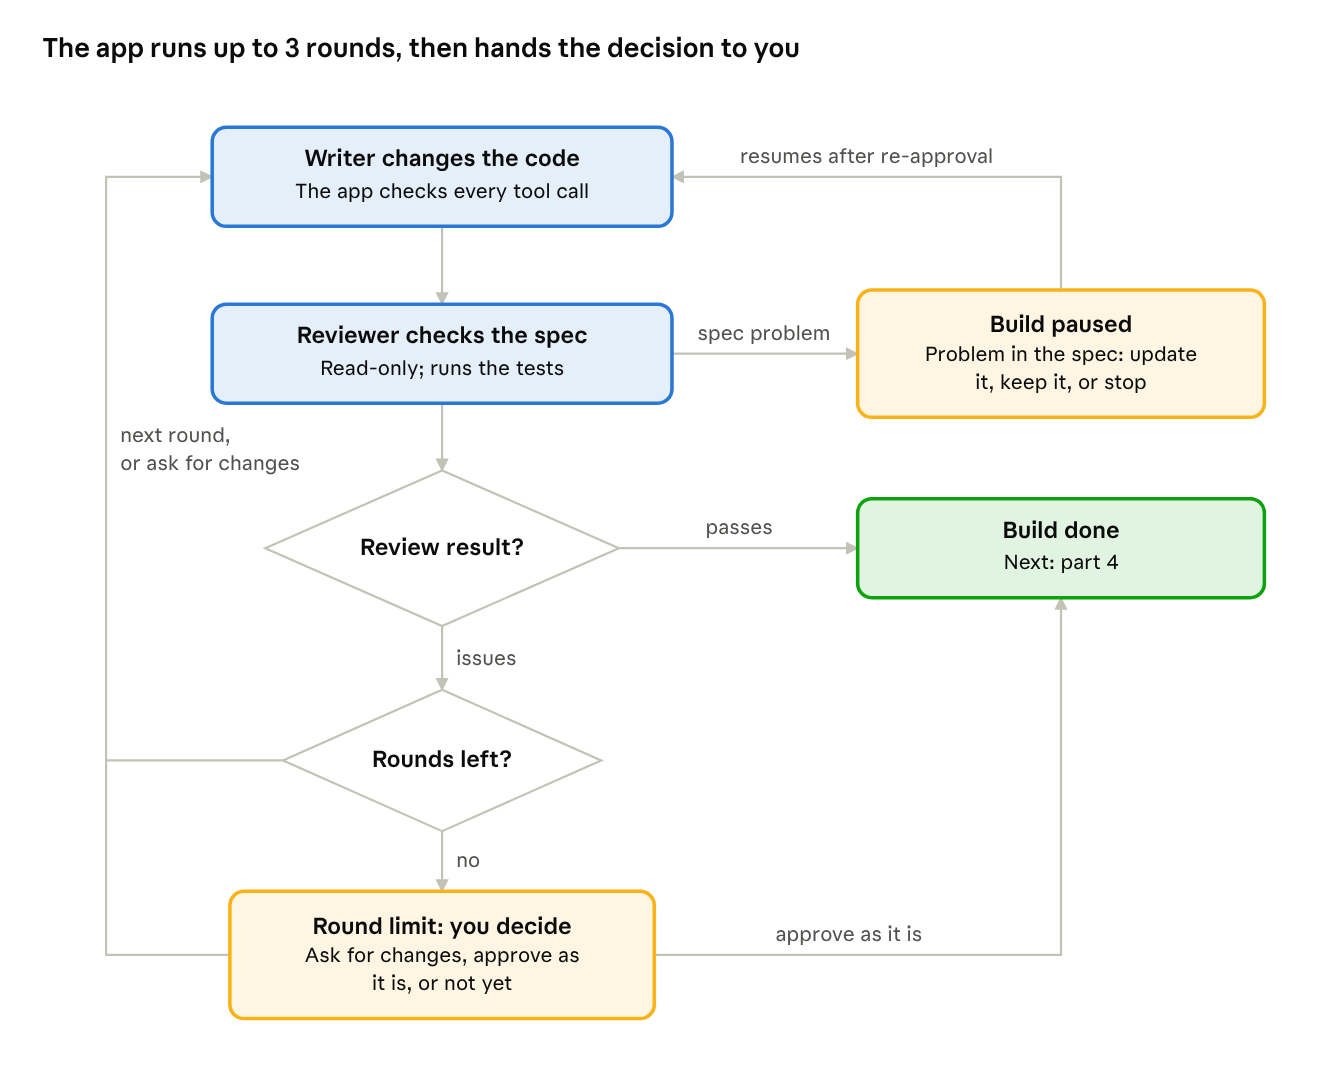 The app runs up to 3 rounds, then hands the decision to you
Writer changes the code
The app checks every tool call
resumes after re-approval
Reviewer checks the spec
Read-only; runs the tests
spec problem
Build paused
Problem in the spec: update
it, keep it, or stop
next round,
or ask for changes
Review result?
passes
Build done
Next: part 4
issues
Rounds left?
no
Round limit: you decide
Ask for changes, approve as
it is, or not yet
approve as it is